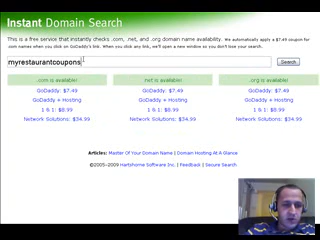 Instant Domain Search
This is a free service that instantly checks .com, .net, and .org domain name availability. We automatically apply a $7.49 coupon for
.com names when you click on GoDaddy's link. When you click any link, we'll open a new window so you don't lose your search.
myrestaurantcoupons Search
.com is available! .net is available! .org is available!
GoDaddy: $7.49 GoDaddy: $7.49 GoDaddy: $7.49
GoDaddy + Hosting GoDaddy + Hosting GoDaddy + Hosting
1 & 1: $8.99 1 & 1: $8.99 1 & 1: $8.99
Network Solutions: $34.99 Network Solutions: $34.99 Network Solutions: $34.99
Articles: Master Of Your Domain Name | Domain Hosting At A Glance
©2005-2009 Hartshorne Software Inc. | Feedback | Secure Search